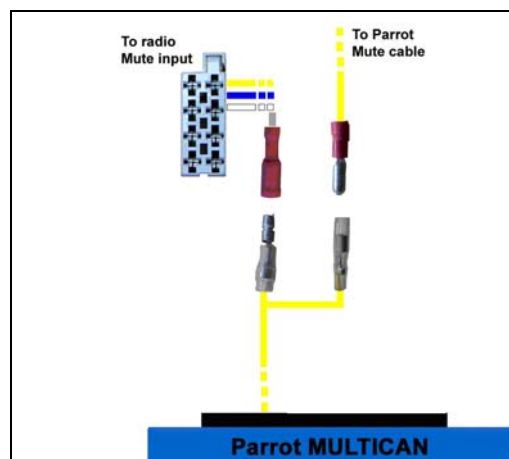 To radio
Mute input
To Parrot
Mute cable
Parrot MULTICAN